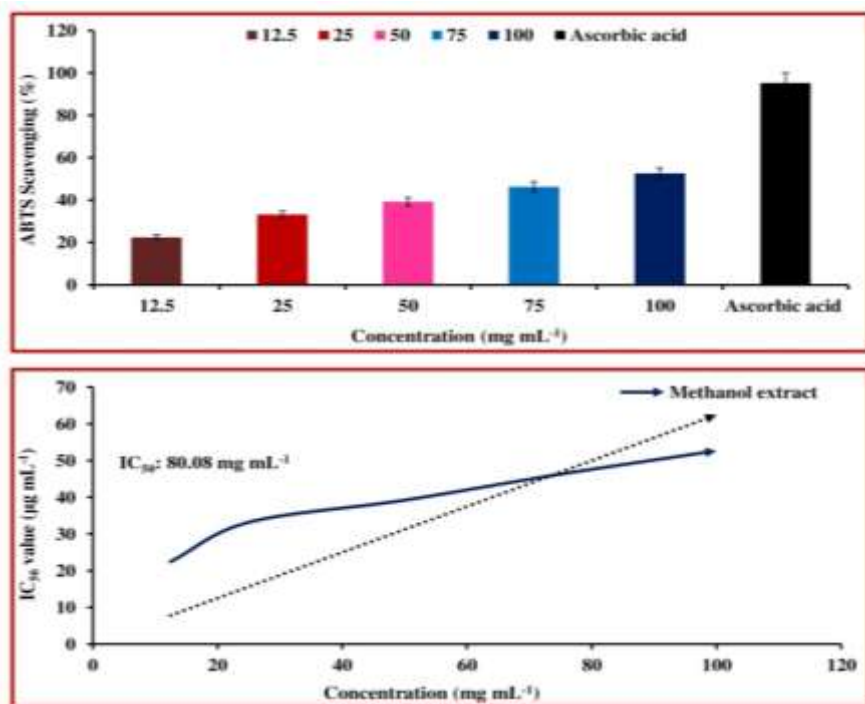 120
100
80
60
40
20
0
ABTS Scavenging (%)
12.5 25 50 75 100 Ascorbic acid
12.5 25 50 75 100 Ascorbic acid
Concentration (mg mL⁻¹)
70
60
50
40
30
20
10
0
IC₅₀ value (µg mL⁻¹)
Methanol extract
IC₅₀: 80.08 mg mL⁻¹
0 20 40 60 80 100 120
Concentration (mg mL⁻¹)